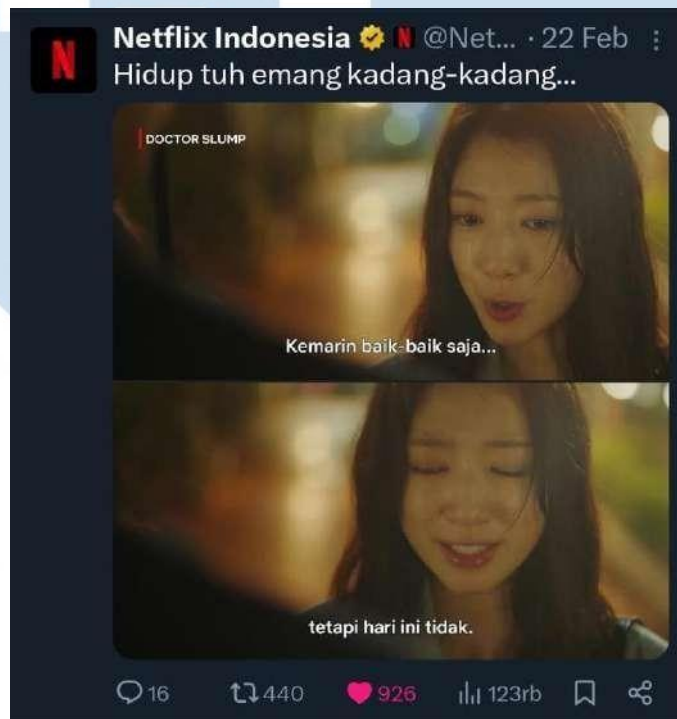 Netflix Indonesia N @Net... · 22 Feb
Hidup tuh emang kadang-kadang...
N
DOCTOR SLUMP
Kemarin baik-baik saja...
tetapi hari ini tidak.
16 440 926 123rb